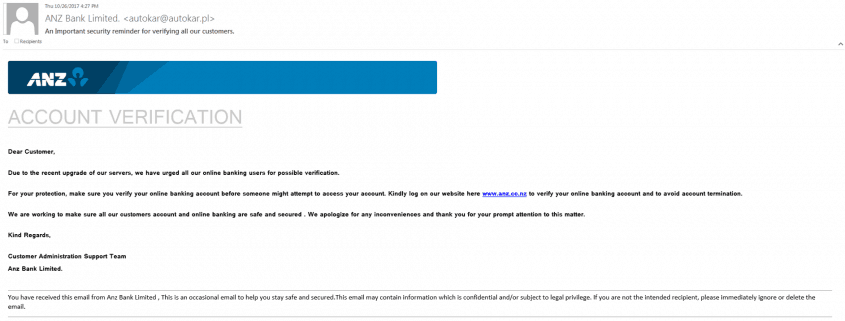 Thu 10/26/2017 4:27 PM
ANZ Bank Limited. <autokar@autokar.pl>
An Important security reminder for verifying all our customers.
To Recipients
ANZ
ACCOUNT VERIFICATION
Dear Customer,
Due to the recent upgrade of our servers, we have urged all our online banking users for possible verification.
For your protection, make sure you verify your online banking account before someone might attempt to access your account. Kindly log on our website here www.anz.co.nz to verify your online banking account and to avoid account termination.
We are working to make sure all our customers account and online banking are safe and secured . We apologize for any inconveniences and thank you for your prompt attention to this matter.
Kind Regards,
Customer Administration Support Team
Anz Bank Limited.
You have received this email from Anz Bank Limited , This is an occasional email to help you stay safe and secured.This email may contain information which is confidential and/or subject to legal privilege. If you are not the intended recipient, please immediately ignore or delete the
email.